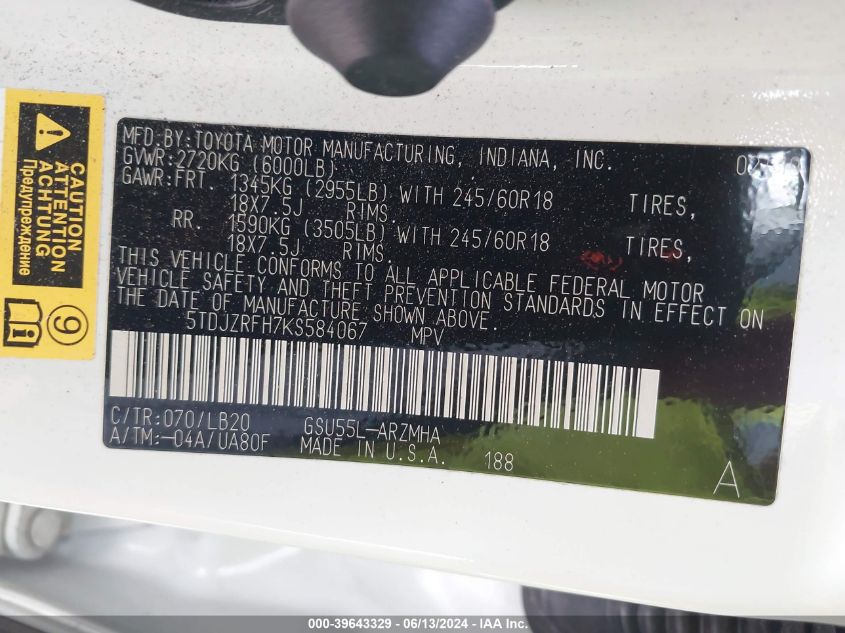 MFD.BY:TOYOTA MOTOR MANUFACTURING, INDIANA, INC.
GVWR:2720KG (6000LB)
GAWR:FRT. 1345KG (2955LB) WITH 245/60R18 TIRES,
18X7.5J RIMS.
RR. 1590KG (3505LB) WITH 245/60R18 TIRES,
18X7.5J RIMS.
THIS VEHICLE CONFORMS TO ALL APPLICABLE FEDERAL MOTOR
VEHICLE SAFETY AND THEFT PREVENTION STANDARDS IN EFFECT ON
THE DATE OF MANUFACTURE SHOWN ABOVE.
5TDJZRFH7KS584067 MPV
C/TR:070/LB20 GSU55L-ARZMHA
A/TM:-04A/UA80F MADE IN U.S.A. 188
A
CAUTION
ATTENTION
ACHTUNG
Предупреждение
9
000-39643329 - 06/13/2024 - IAA Inc.